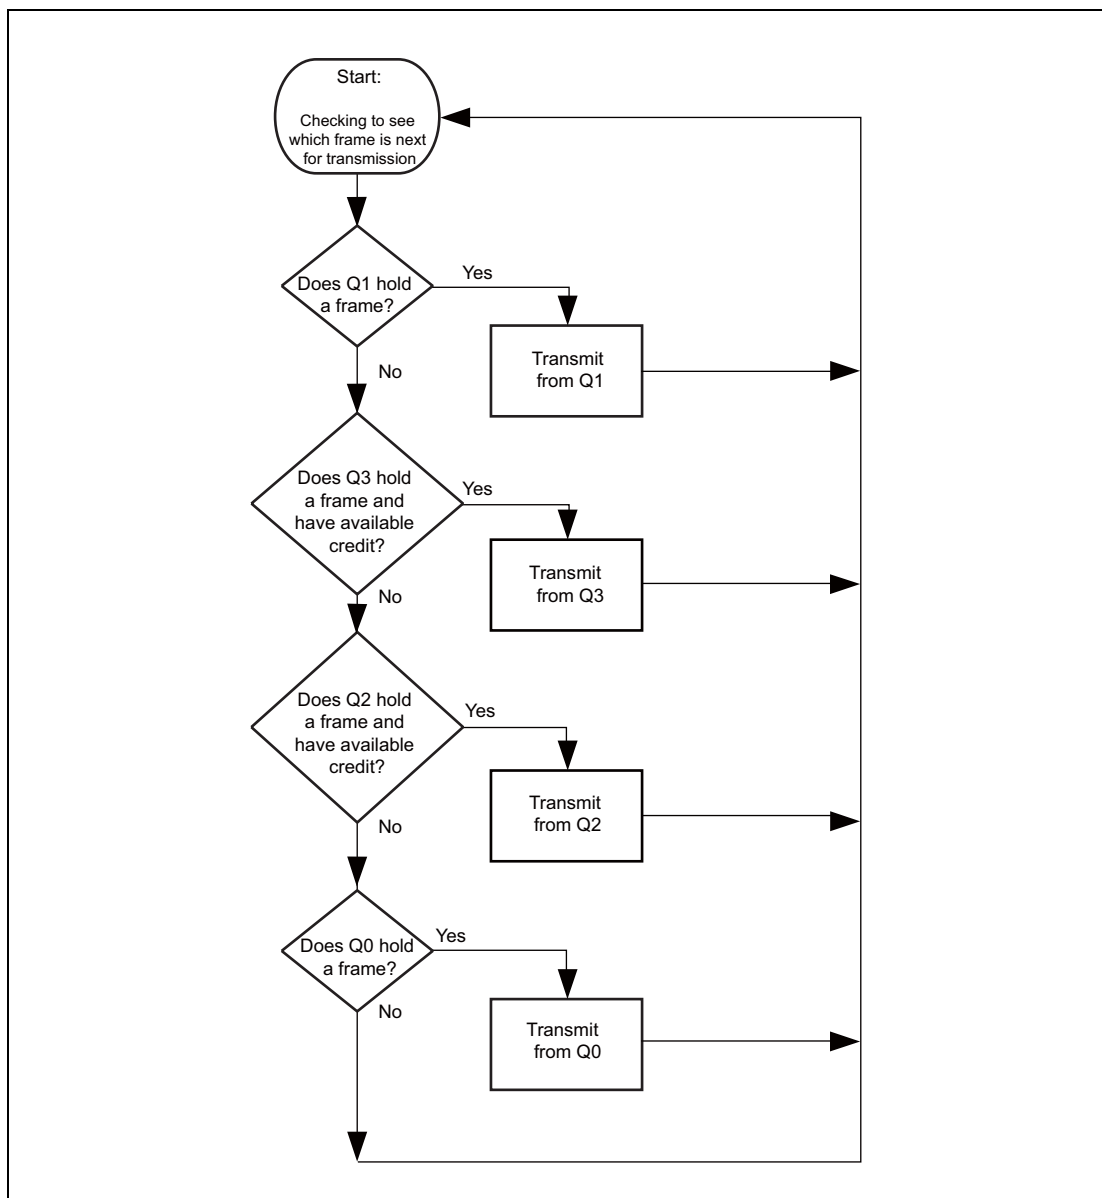 Start:
Checking to see
which frame is next
for transmission
Does Q1 hold
a frame?
Yes
Transmit
from Q1
No
Does Q3 hold
a frame and
have available
credit?
Yes
Transmit
from Q3
No
Does Q2 hold
a frame and
have available
credit?
Yes
Transmit
from Q2
No
Does Q0 hold
a frame?
Yes
Transmit
from Q0
No